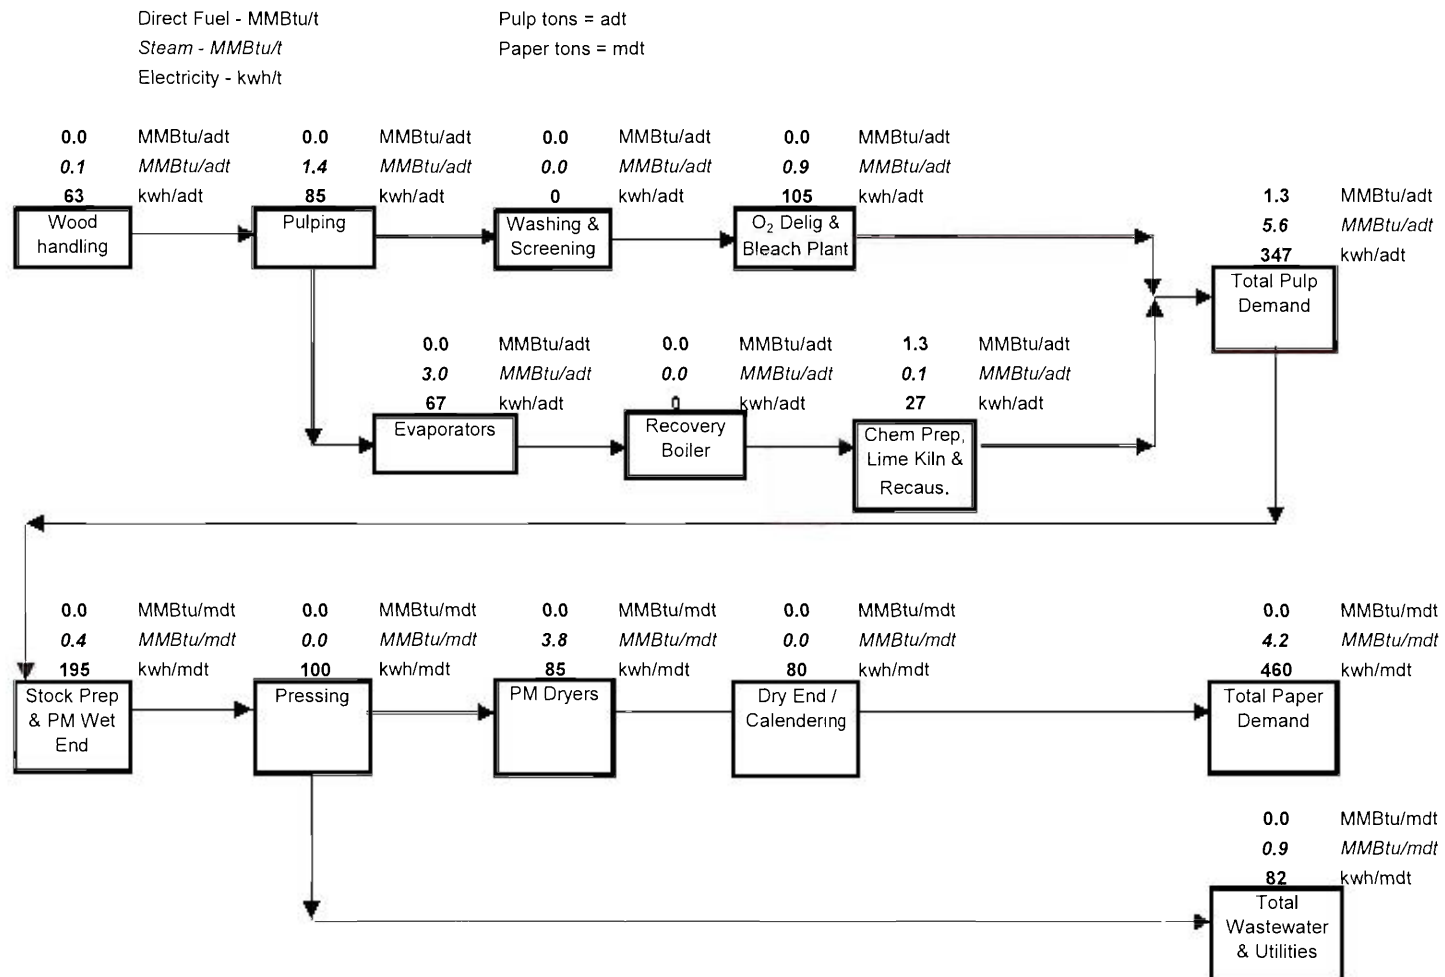 Direct Fuel - MMBtu/t Pulp tons = adt
Steam - MMBtu/t Paper tons = mdt
Electricity - kwh/t
0.0 MMBtu/adt 0.0 MMBtu/adt 0.0 MMBtu/adt 0.0 MMBtu/adt
0.1 MMBtu/adt 1.4 MMBtu/adt 0.0 MMBtu/adt 0.9 MMBtu/adt
63 kwh/adt 85 kwh/adt 0 kwh/adt 105 kwh/adt
Wood
handling
Pulping
Washing &
Screening
O₂ Delig &
Bleach Plant
1.3 MMBtu/adt
5.6 MMBtu/adt
347 kwh/adt
Total Pulp
Demand
0.0 MMBtu/adt 0.0 MMBtu/adt 1.3 MMBtu/adt
3.0 MMBtu/adt 0.0 MMBtu/adt 0.1 MMBtu/adt
67 kwh/adt 0 kwh/adt 27 kwh/adt
Evaporators
Recovery
Boiler
Chem Prep,
Lime Kiln &
Recaus.
0.0 MMBtu/mdt 0.0 MMBtu/mdt 0.0 MMBtu/mdt 0.0 MMBtu/mdt 0.0 MMBtu/mdt
0.4 MMBtu/mdt 0.0 MMBtu/mdt 3.8 MMBtu/mdt 0.0 MMBtu/mdt 4.2 MMBtu/mdt
195 kwh/mdt 100 kwh/mdt 85 kwh/mdt 80 kwh/mdt 460 kwh/mdt
Stock Prep
& PM Wet
End
Pressing
PM Dryers
Dry End /
Calendering
Total Paper
Demand
0.0 MMBtu/mdt
0.9 MMBtu/mdt
82 kwh/mdt
Total
Wastewater
& Utilities